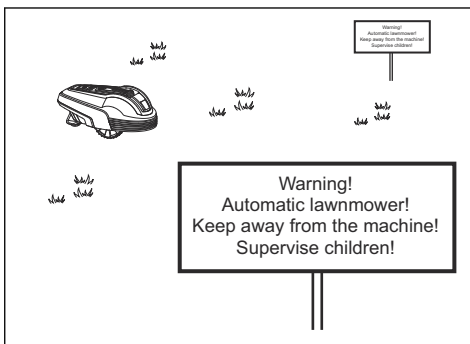 Warning!
Automatic lawnmower!
Keep away from the machine!
Supervise children!
Warning!
Automatic lawnmower!
Keep away from the machine!
Supervise children!